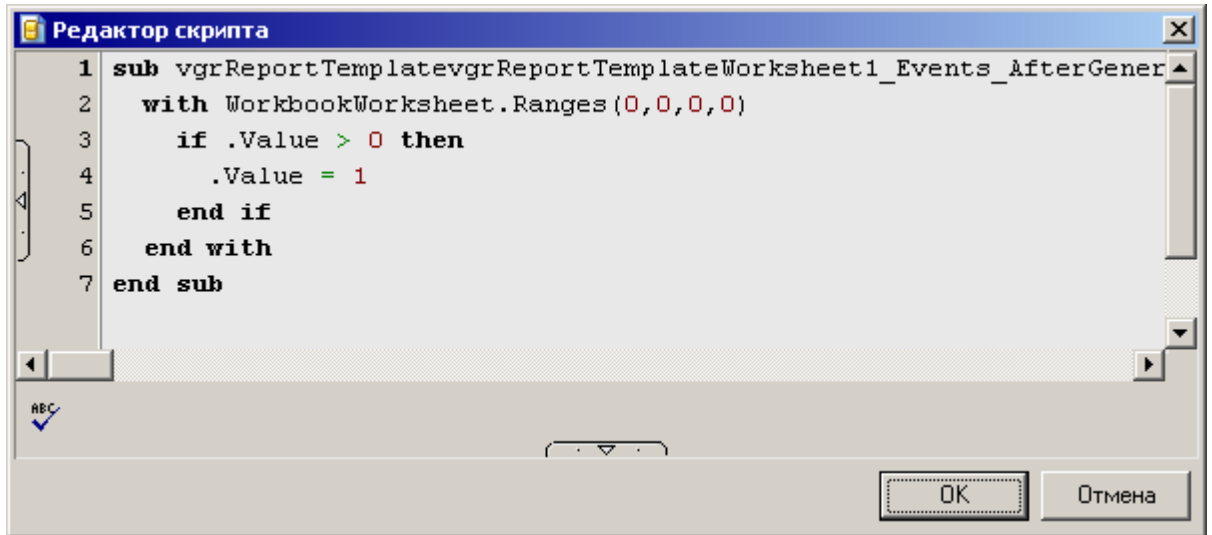 Редактор скрипта
1 sub vgrReportTemplatevgrReportTemplateWorksheet1_Events_AfterGener
2 with WorkbookWorksheet.Ranges(0,0,0,0)
3 if .Value > 0 then
4 .Value = 1
5 end if
6 end with
7 end sub
ABC
OK
Отмена